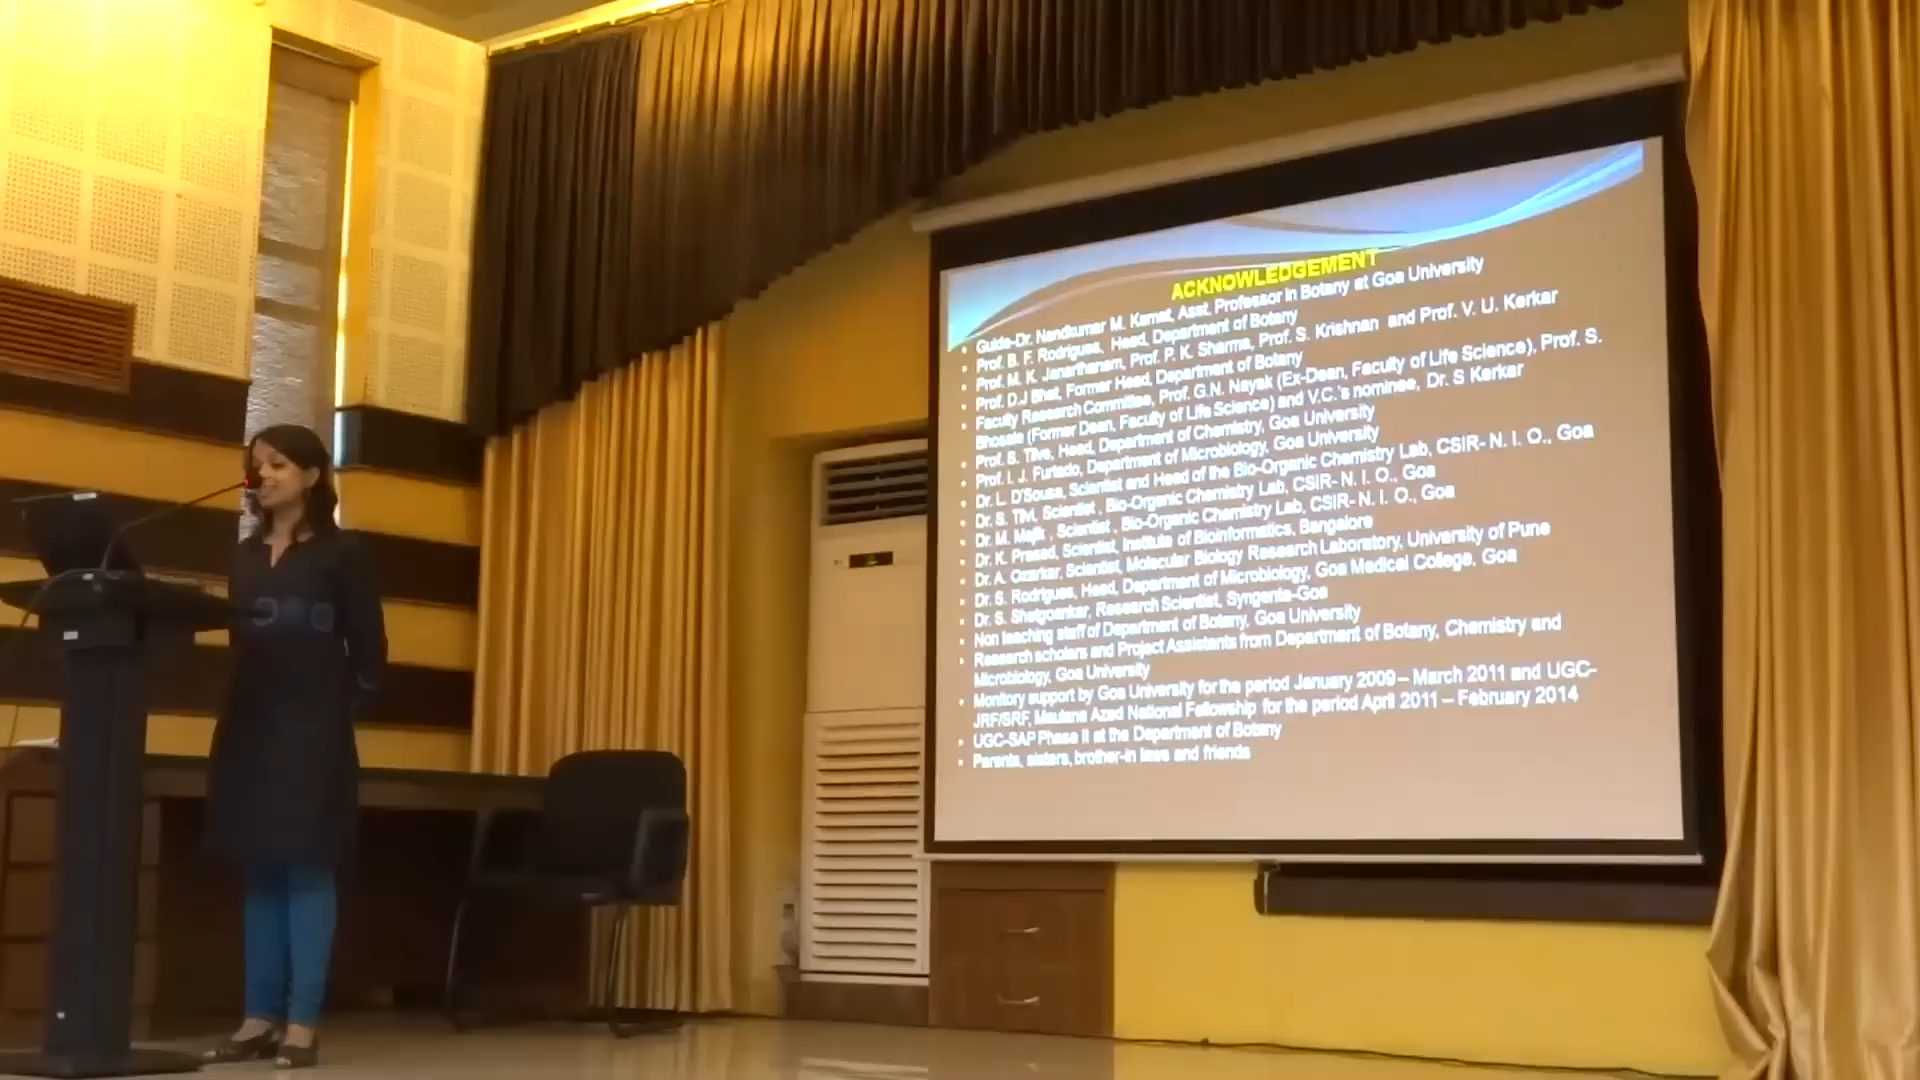 ACKNOWLEDGEMENT
Guide-Dr. Nandkumar M. Kamat, Asst. Professor in Botany at Goa University
Prof. B. F. Rodrigues, Head, Department of Botany
Prof. M. K. Janarthanam, Prof. P. K. Sharma, Prof. S. Krishnan and Prof. V. U. Kerkar
Prof. D.J Bhat, Former Head, Department of Botany
Faculty Research Committee, Prof. G.N. Nayak (Ex-Dean, Faculty of Life Science), Prof. S.
Bhosale (Former Dean, Faculty of Life Science) and V.C.'s nominee, Dr. S Kerkar
Prof. S. Tilve, Head, Department of Chemistry, Goa University
Prof. I. J. Furtado, Department of Microbiology, Goa University
Dr. L. D'Sousa, Scientist and Head of the Bio-Organic Chemistry Lab, CSIR- N. I. O., Goa
Dr. S. Tivi, Scientist , Bio-Organic Chemistry Lab, CSIR- N. I. O., Goa
Dr. M. Majik , Scientist , Bio-Organic Chemistry Lab, CSIR- N. I. O., Goa
Dr. K. Prasad, Scientist, Institute of Bioinformatics, Bangalore
Dr. A. Ozarkar, Scientist, Molecular Biology Research Laboratory, University of Pune
Dr. S. Rodrigues, Head, Department of Microbiology, Goa Medical College, Goa
Dr. S. Shetgoankar, Research Scientist, Syngenta-Goa
Non teaching staff of Department of Botany, Goa University
Research scholars and Project Assistants from Department of Botany, Chemistry and
Microbiology, Goa University
Monitory support by Goa University for the period January 2009 – March 2011 and UGC-
JRF/SRF, Maulana Azad National Fellowship for the period April 2011 – February 2014
UGC-SAP Phase II at the Department of Botany
Parents, sisters, brother-in laws and friends